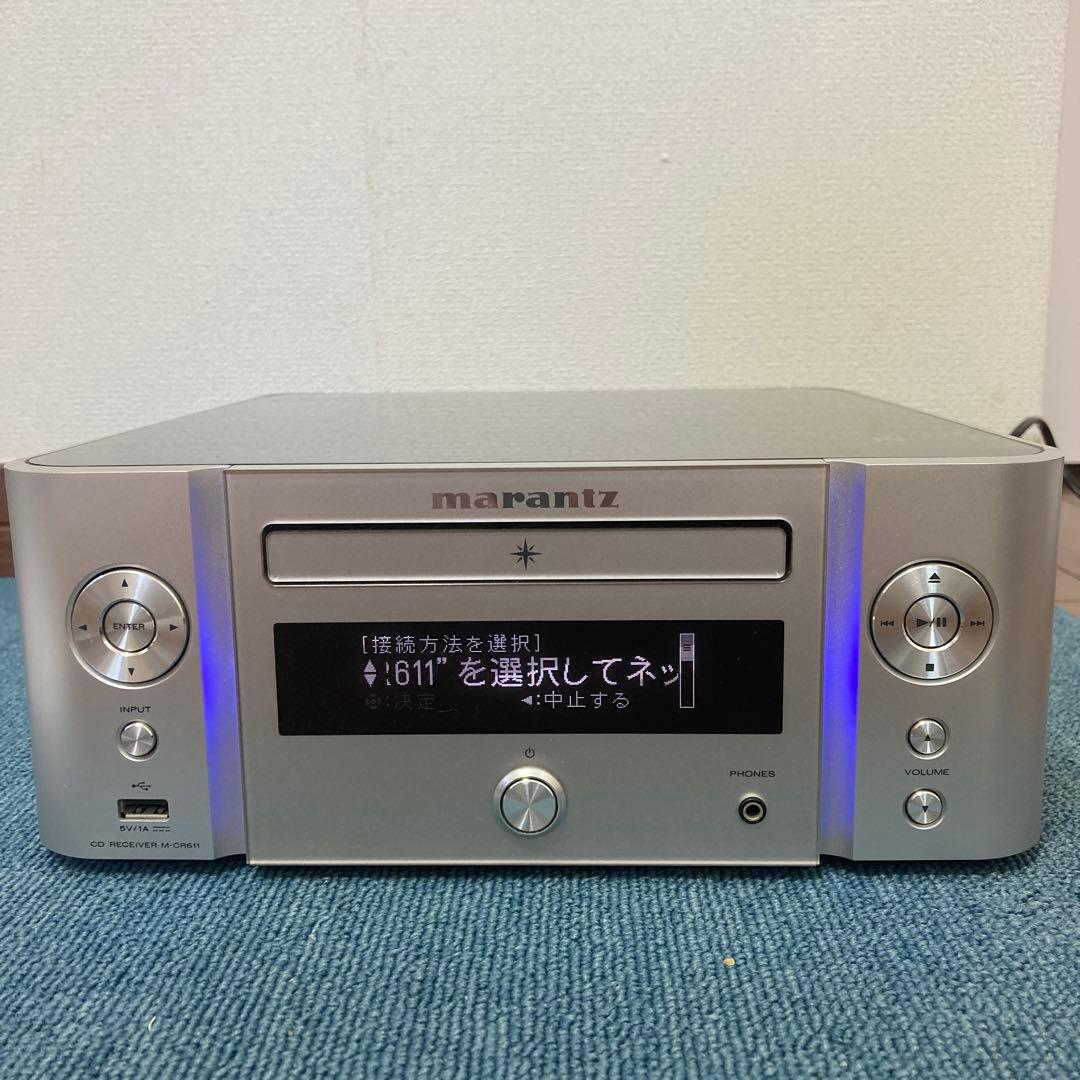 marantz
ENTER
[接続方法を選択]
611" を選択してネッ
:決定
◄:中止する
INPUT
5V/1A
CD RECEIVER M-CR611
PHONES
VOLUME